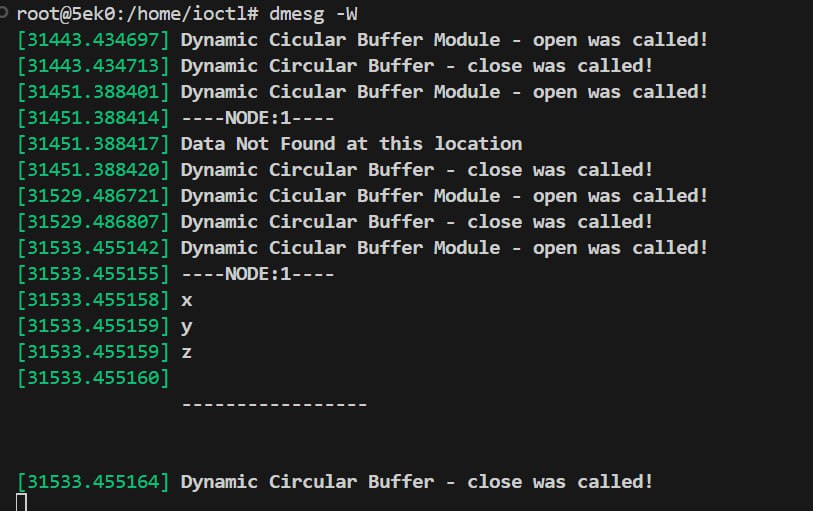 root@5ek0:/home/ioctl# dmesg -W
[31443.434697] Dynamic Cicular Buffer Module - open was called!
[31443.434713] Dynamic Circular Buffer - close was called!
[31451.388401] Dynamic Cicular Buffer Module - open was called!
[31451.388414] ----NODE:1----
[31451.388417] Data Not Found at this location
[31451.388420] Dynamic Circular Buffer - close was called!
[31529.486721] Dynamic Cicular Buffer Module - open was called!
[31529.486807] Dynamic Circular Buffer - close was called!
[31533.455142] Dynamic Cicular Buffer Module - open was called!
[31533.455155] ----NODE:1----
[31533.455158] x
[31533.455159] y
[31533.455159] z
[31533.455160]
-----------------
[31533.455164] Dynamic Circular Buffer - close was called!